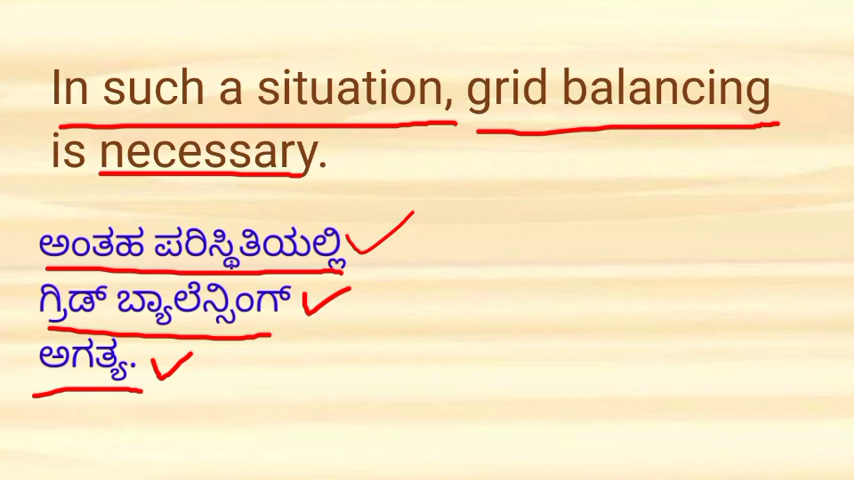 In such a situation, grid balancing
is necessary.
ಅಂತಹ ಪರಿಸ್ಥಿತಿಯಲ್ಲಿ
ಗ್ರಿಡ್ ಬ್ಯಾಲೆನ್ಸಿಂಗ್
ಅಗತ್ಯ.